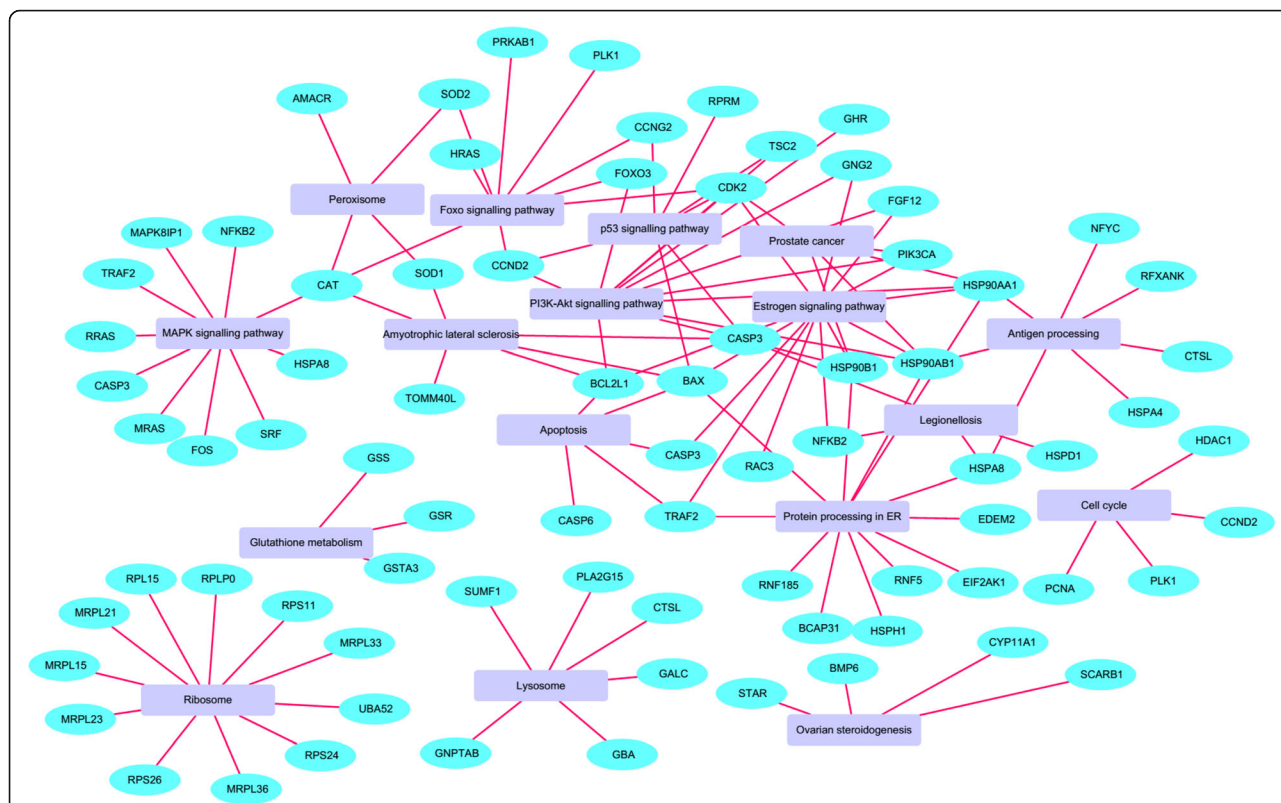 PRKAB1
PLK1
AMACR
SOD2
RPRM
GHR
CCNG2
TSC2
HRAS
GNG2
FOXO3
CDK2
FGF12
Peroxisome
Foxo signalling pathway
p53 signalling pathway
Prostate cancer
MAPK8IP1
NFKB2
NFYC
PIK3CA
TRAF2
CCND2
SOD1
CAT
HSP90AA1
RFXANK
PI3K-Akt signalling pathway
Estrogen signaling pathway
RRAS
MAPK signalling pathway
Amyotrophic lateral sclerosis
CASP3
Antigen processing
CTSL
HSPA8
CASP3
BCL2L1
BAX
HSP90B1
HSP90AB1
HSPA4
TOMM40L
MRAS
FOS
SRF
Apoptosis
NFKB2
Legionellosis
HSPD1
HDAC1
GSS
CASP3
RAC3
HSPA8
Cell cycle
GSR
CASP6
TRAF2
Protein processing in ER
EDEM2
CCND2
Glutathione metabolism
GSTA3
RNF185
RNF5
EIF2AK1
PCNA
PLK1
RPL15
RPLP0
SUMF1
PLA2G15
MRPL21
RPS11
CTSL
BCAP31
HSPH1
MRPL33
CYP11A1
MRPL15
BMP6
SCARB1
Ribosome
Lysosome
GALC
STAR
MRPL23
UBA52
Ovarian steroidogenesis
RPS24
GNPTAB
GBA
RPS26
MRPL36